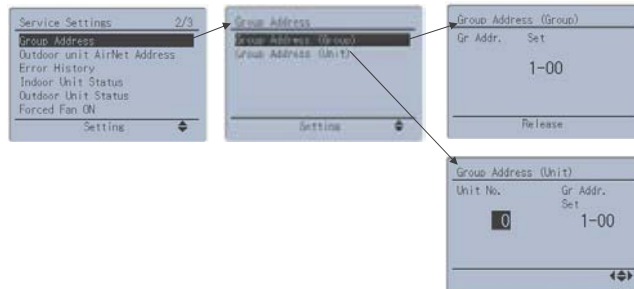 Service Settings 2/3
Group Address
Outdoor unit AirNet Address
Error History
Indoor Unit Status
Outdoor Unit Status
Forced Fan ON
Setting
Group Address
Group Address (Group)
Group Address (Unit)
Setting
Group Address (Group)
Gr Addr. Set
1-00
Release
Group Address (Unit)
Unit No. Gr Addr.
Set
0 1-00